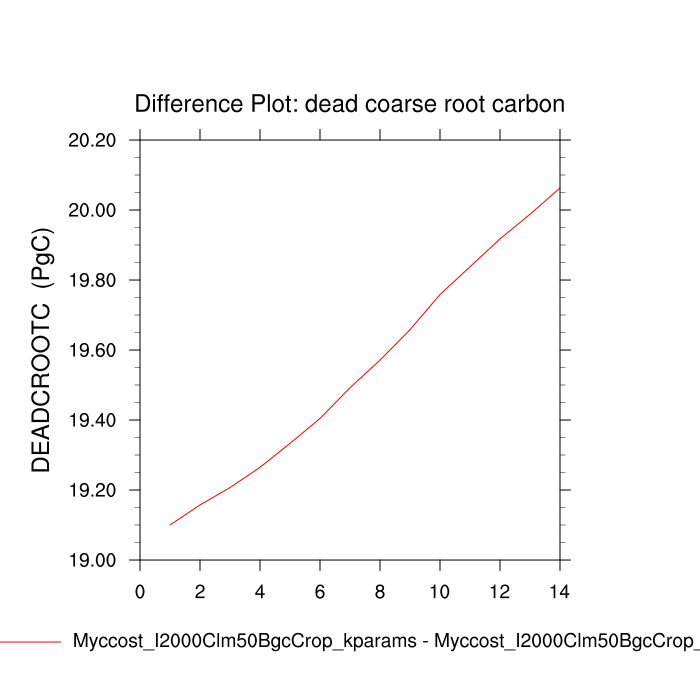 Difference Plot: dead coarse root carbon
DEADCROOTC (PgC)
20.20
20.00
19.80
19.60
19.40
19.20
19.00
0 2 4 6 8 10 12 14
Myccost_I2000Clm50BgcCrop_kparams - Myccost_I2000Clm50BgcCrop_